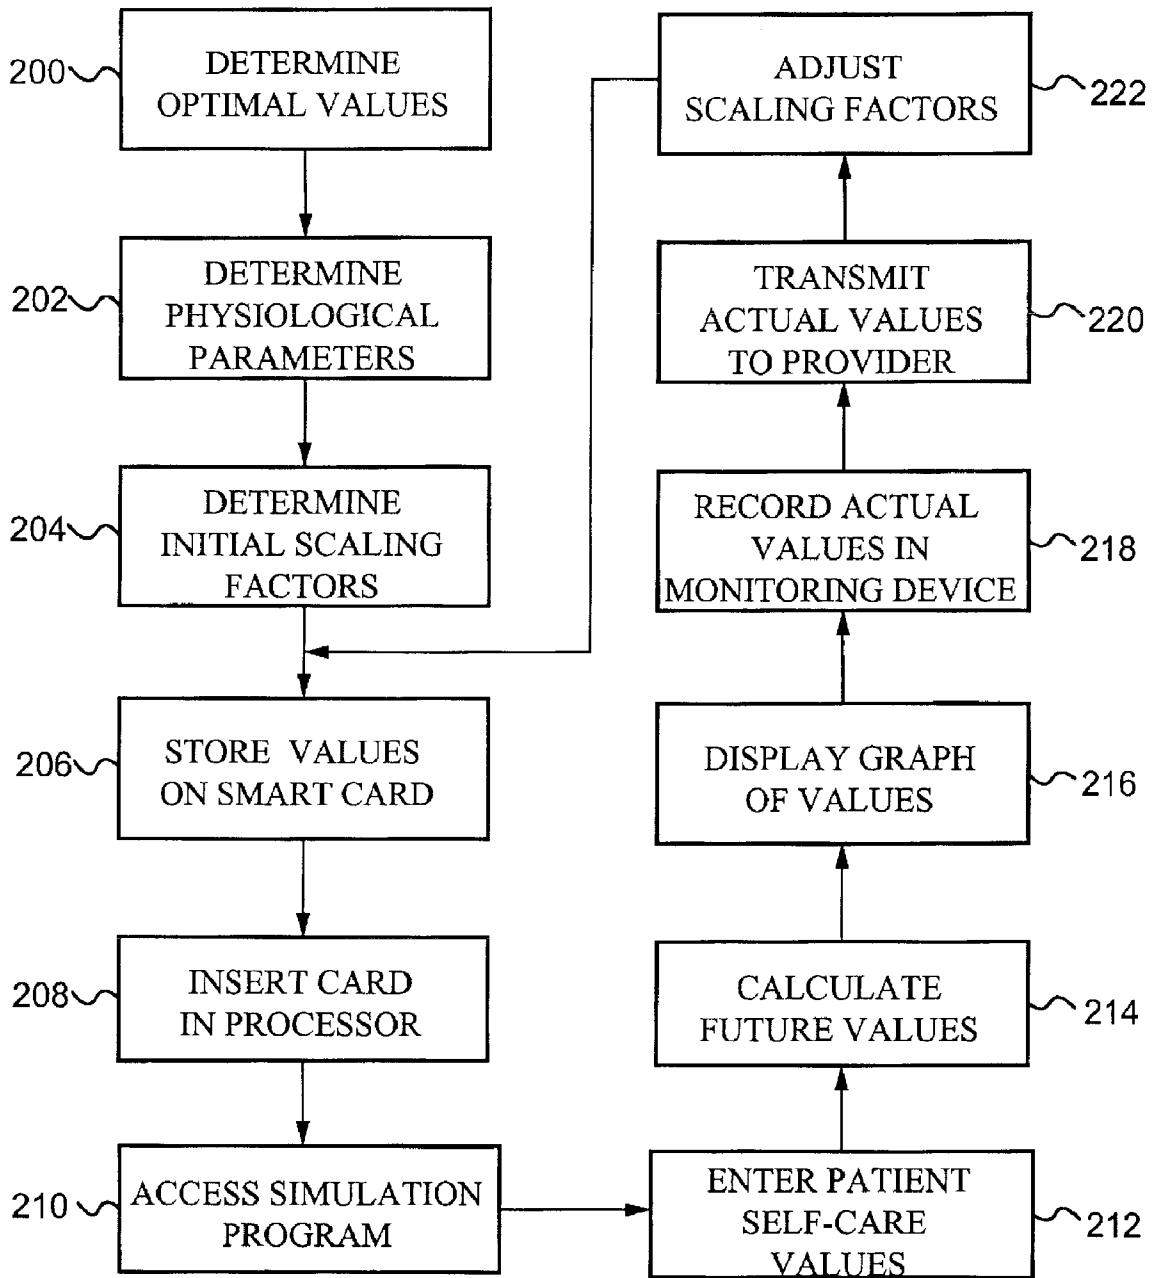 200
DETERMINE
OPTIMAL VALUES
202
DETERMINE
PHYSIOLOGICAL
PARAMETERS
204
DETERMINE
INITIAL SCALING
FACTORS
206
STORE VALUES
ON SMART CARD
208
INSERT CARD
IN PROCESSOR
210
ACCESS SIMULATION
PROGRAM
ENTER PATIENT
SELF-CARE
VALUES
212
CALCULATE
FUTURE VALUES
214
DISPLAY GRAPH
OF VALUES
216
RECORD ACTUAL
VALUES IN
MONITORING DEVICE
218
TRANSMIT
ACTUAL VALUES
TO PROVIDER
220
ADJUST
SCALING FACTORS
222